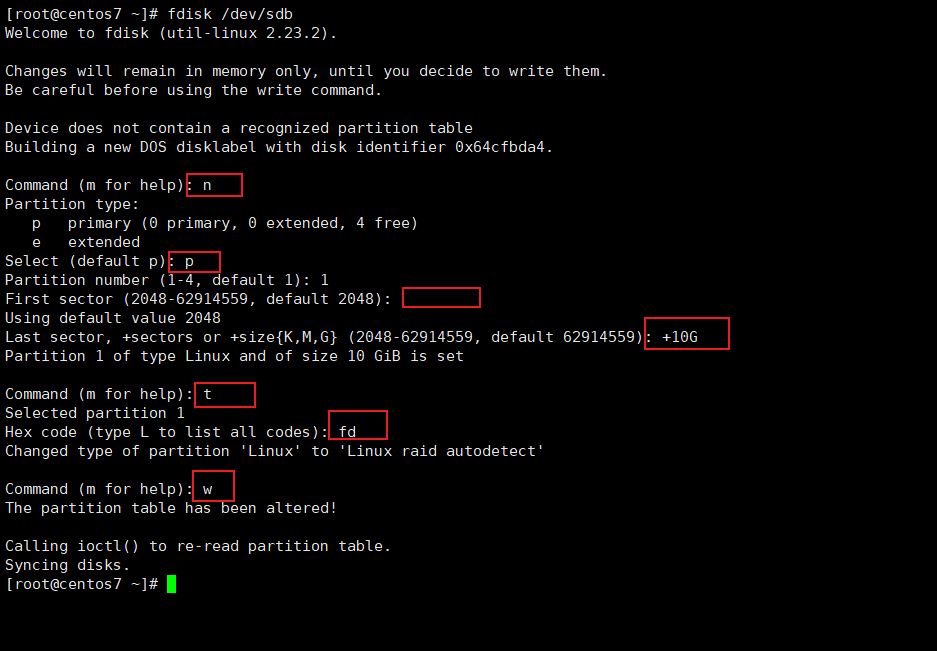 [root@centos7 ~]# fdisk /dev/sdb
Welcome to fdisk (util-linux 2.23.2).
Changes will remain in memory only, until you decide to write them.
Be careful before using the write command.
Device does not contain a recognized partition table
Building a new DOS disklabel with disk identifier 0x64cfbda4.
Command (m for help): n
Partition type:
   p   primary (0 primary, 0 extended, 4 free)
   e   extended
Select (default p): p
Partition number (1-4, default 1): 1
First sector (2048-62914559, default 2048):
Using default value 2048
Last sector, +sectors or +size{K,M,G} (2048-62914559, default 62914559): +10G
Partition 1 of type Linux and of size 10 GiB is set
Command (m for help): t
Selected partition 1
Hex code (type L to list all codes): fd
Changed type of partition 'Linux' to 'Linux raid autodetect'
Command (m for help): w
The partition table has been altered!
Calling ioctl() to re-read partition table.
Syncing disks.
[root@centos7 ~]#